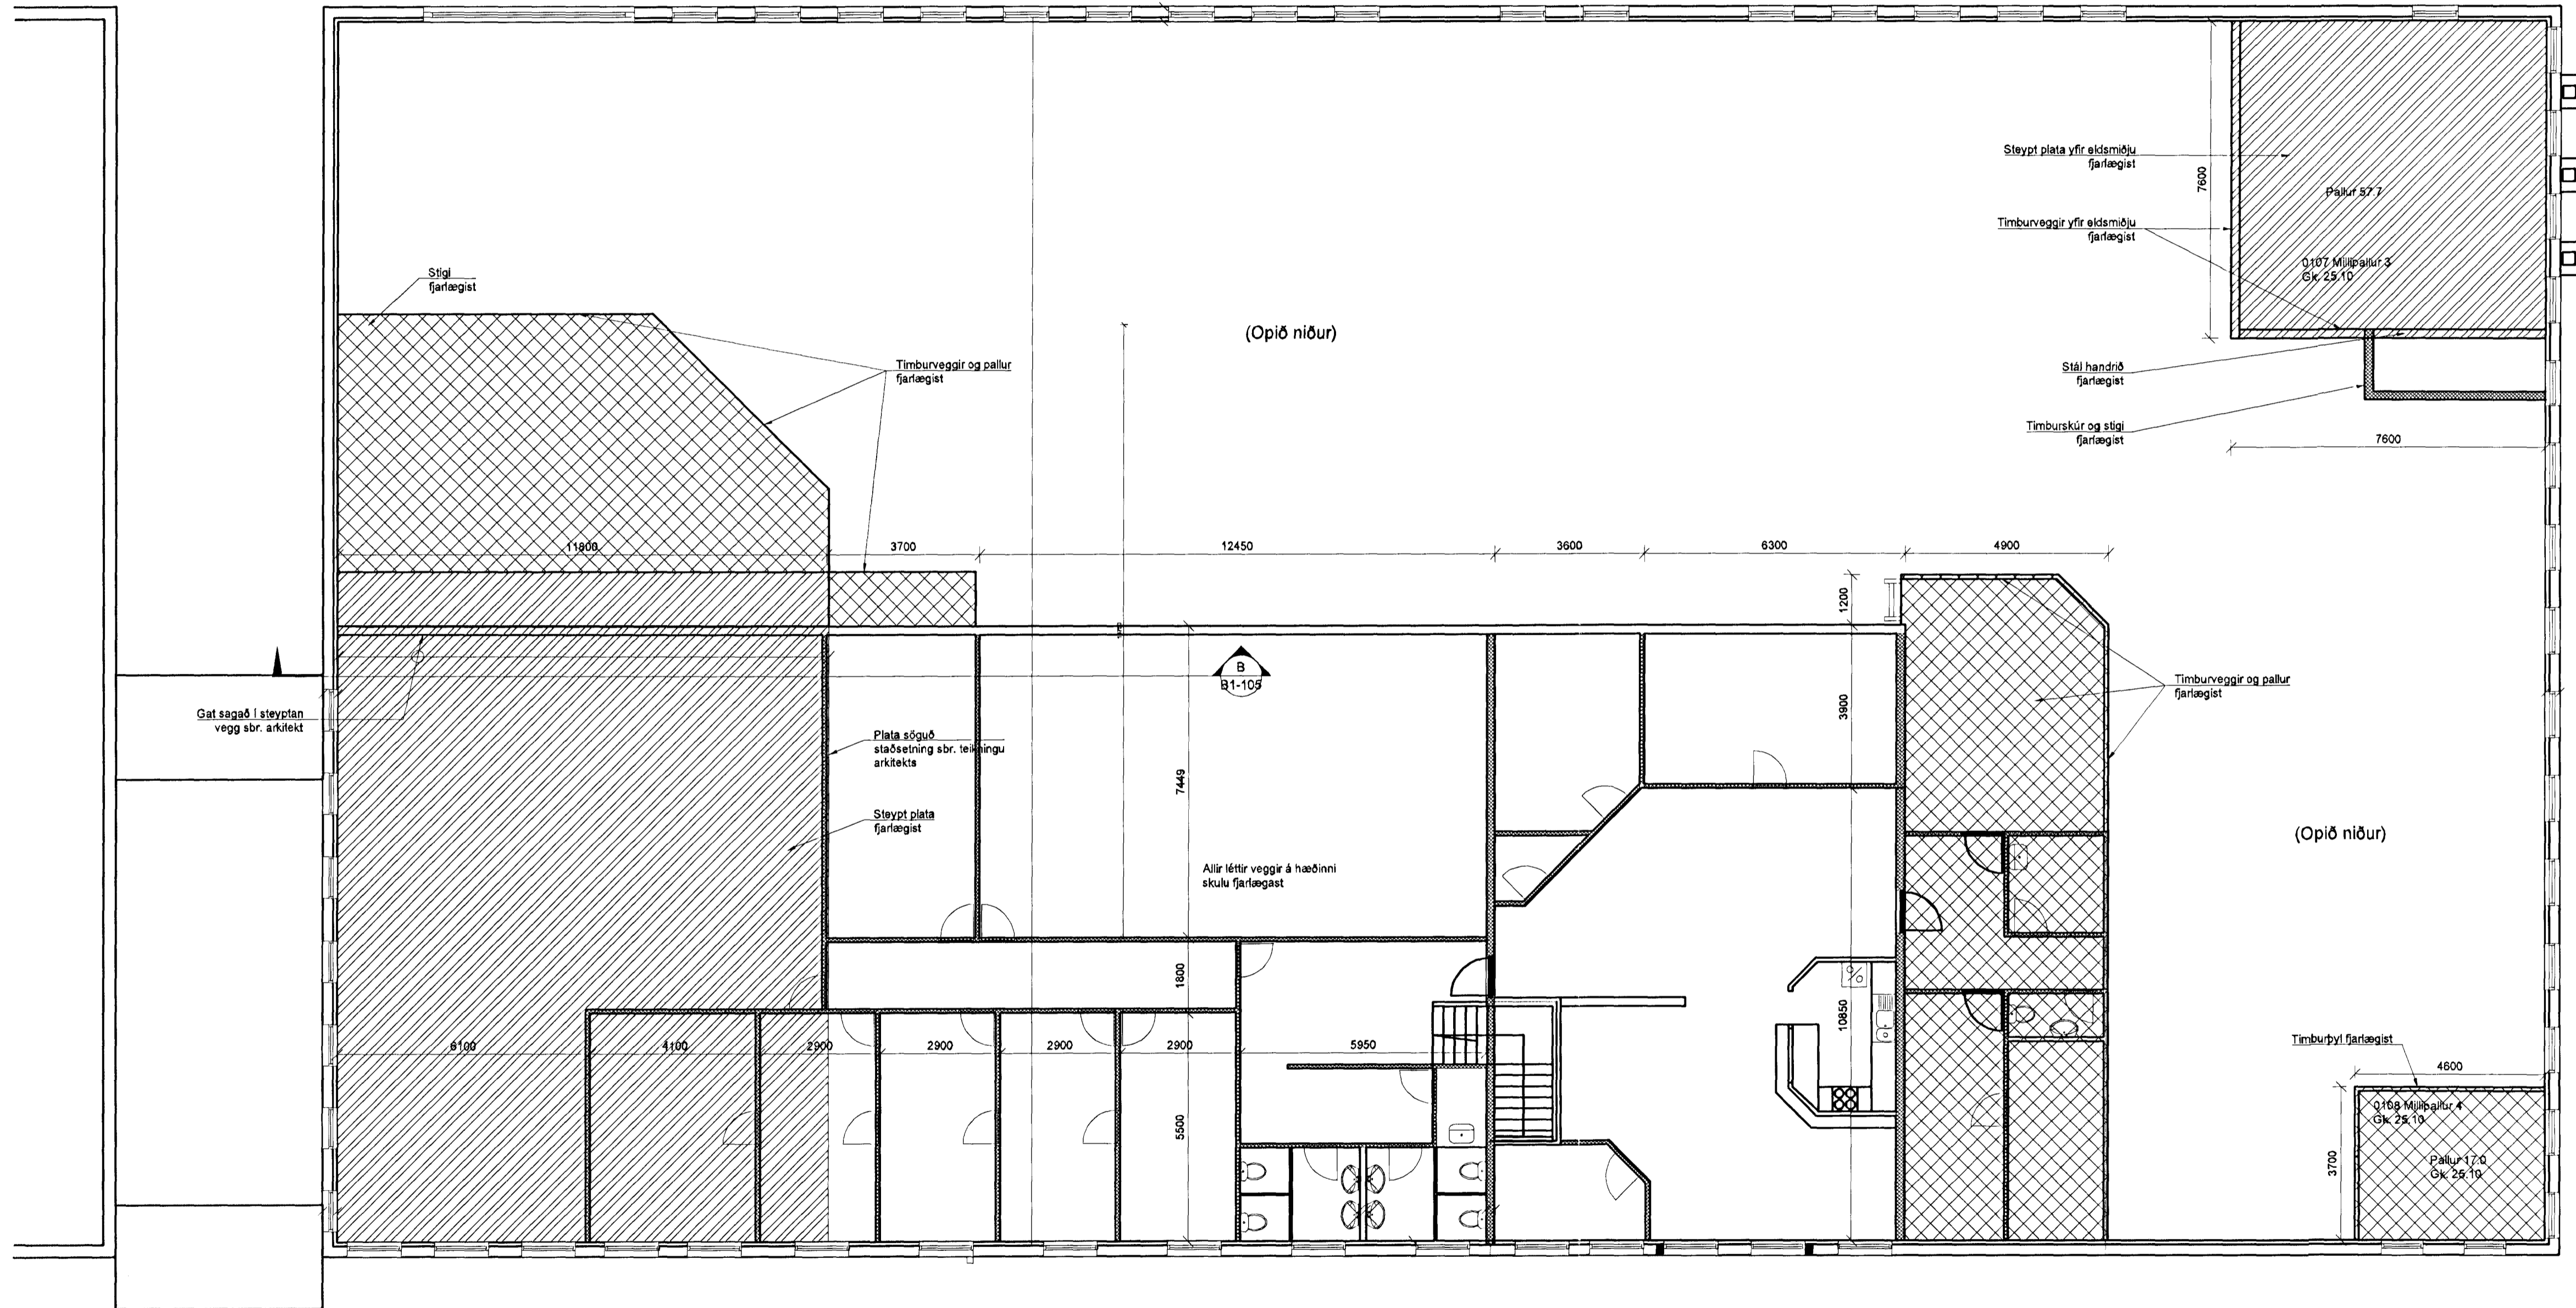 Steypt plata yfir eldsmiðju
fjarlægist
Pallur 57.7
7600
Timburveggir yfir eldsmiðju
fjarlægist
0107 Millipallur 3
Gk. 25.10
Stigi
fjarlægist
(Opið niður)
Timburveggir og pallur
fjarlægist
Stál handrið
fjarlægist
Timburskúr og stigi
fjarlægist
7600
11800
3700
12450
3600
6300
4900
1200
B
B1-105
Timburveggir og pallur
fjarlægist
Gat sagað í steyptan
vegg sbr. arkitekt
3900
Plata söguð
staðsetning sbr. teikningu
arkitekts
7449
Steypt plata
fjarlægist
(Opið niður)
Allir léttir veggir á hæðinni
skulu fjarlægast
1800
10850
6100
4100
2900
2900
2900
2900
5950
Timburþyl fjarlægist
4600
0108 Millipallur 4
Gk. 25.10
5500
3700
Pallur 17.0
Gk. 25.10